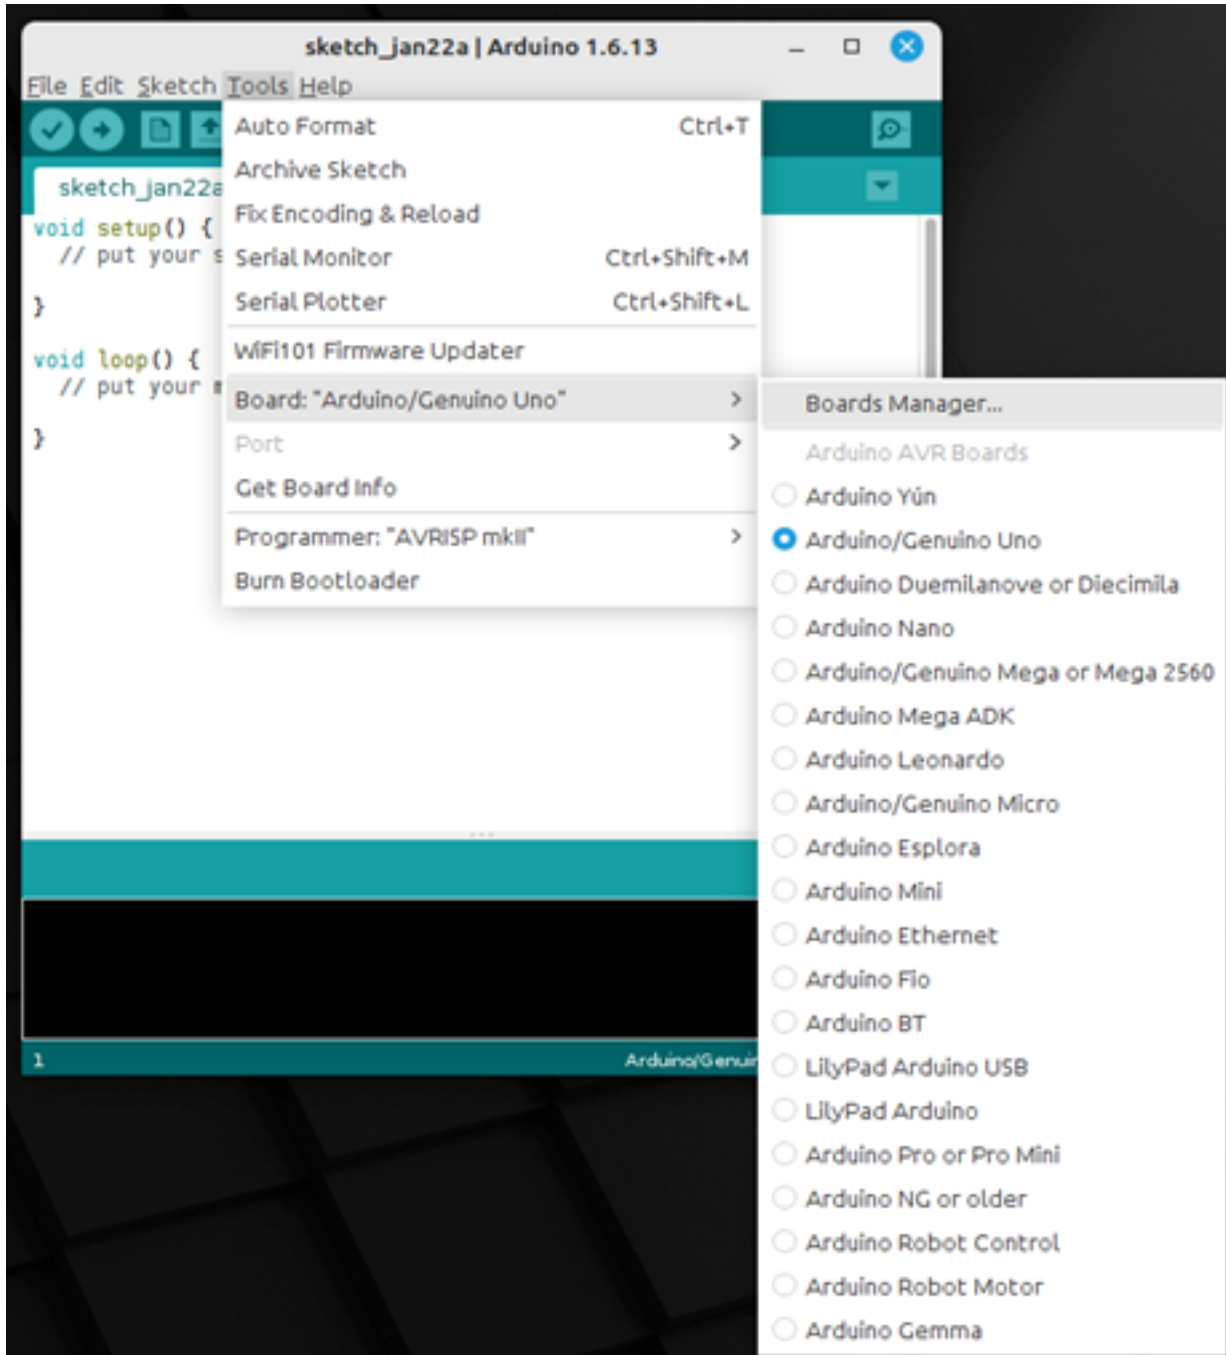 sketch_jan22a | Arduino 1.6.13
File Edit Sketch Tools Help
sketch_jan22a
void setup() {
// put your s
}
void loop() {
// put your m
}
Auto Format Ctrl+T
Archive Sketch
Fix Encoding & Reload
Serial Monitor Ctrl+Shift+M
Serial Plotter Ctrl+Shift+L
WiFi101 Firmware Updater
Board: "Arduino/Genuino Uno"
Port
Get Board Info
Programmer: "AVRISP mkII"
Burn Bootloader
Boards Manager...
Arduino AVR Boards
Arduino Yún
Arduino/Genuino Uno
Arduino Duemilanove or Diecimila
Arduino Nano
Arduino/Genuino Mega or Mega 2560
Arduino Mega ADK
Arduino Leonardo
Arduino/Genuino Micro
Arduino Esplora
Arduino Mini
Arduino Ethernet
Arduino Fio
Arduino BT
LilyPad Arduino USB
LilyPad Arduino
Arduino Pro or Pro Mini
Arduino NG or older
Arduino Robot Control
Arduino Robot Motor
Arduino Gemma
1 Arduino/Genuin